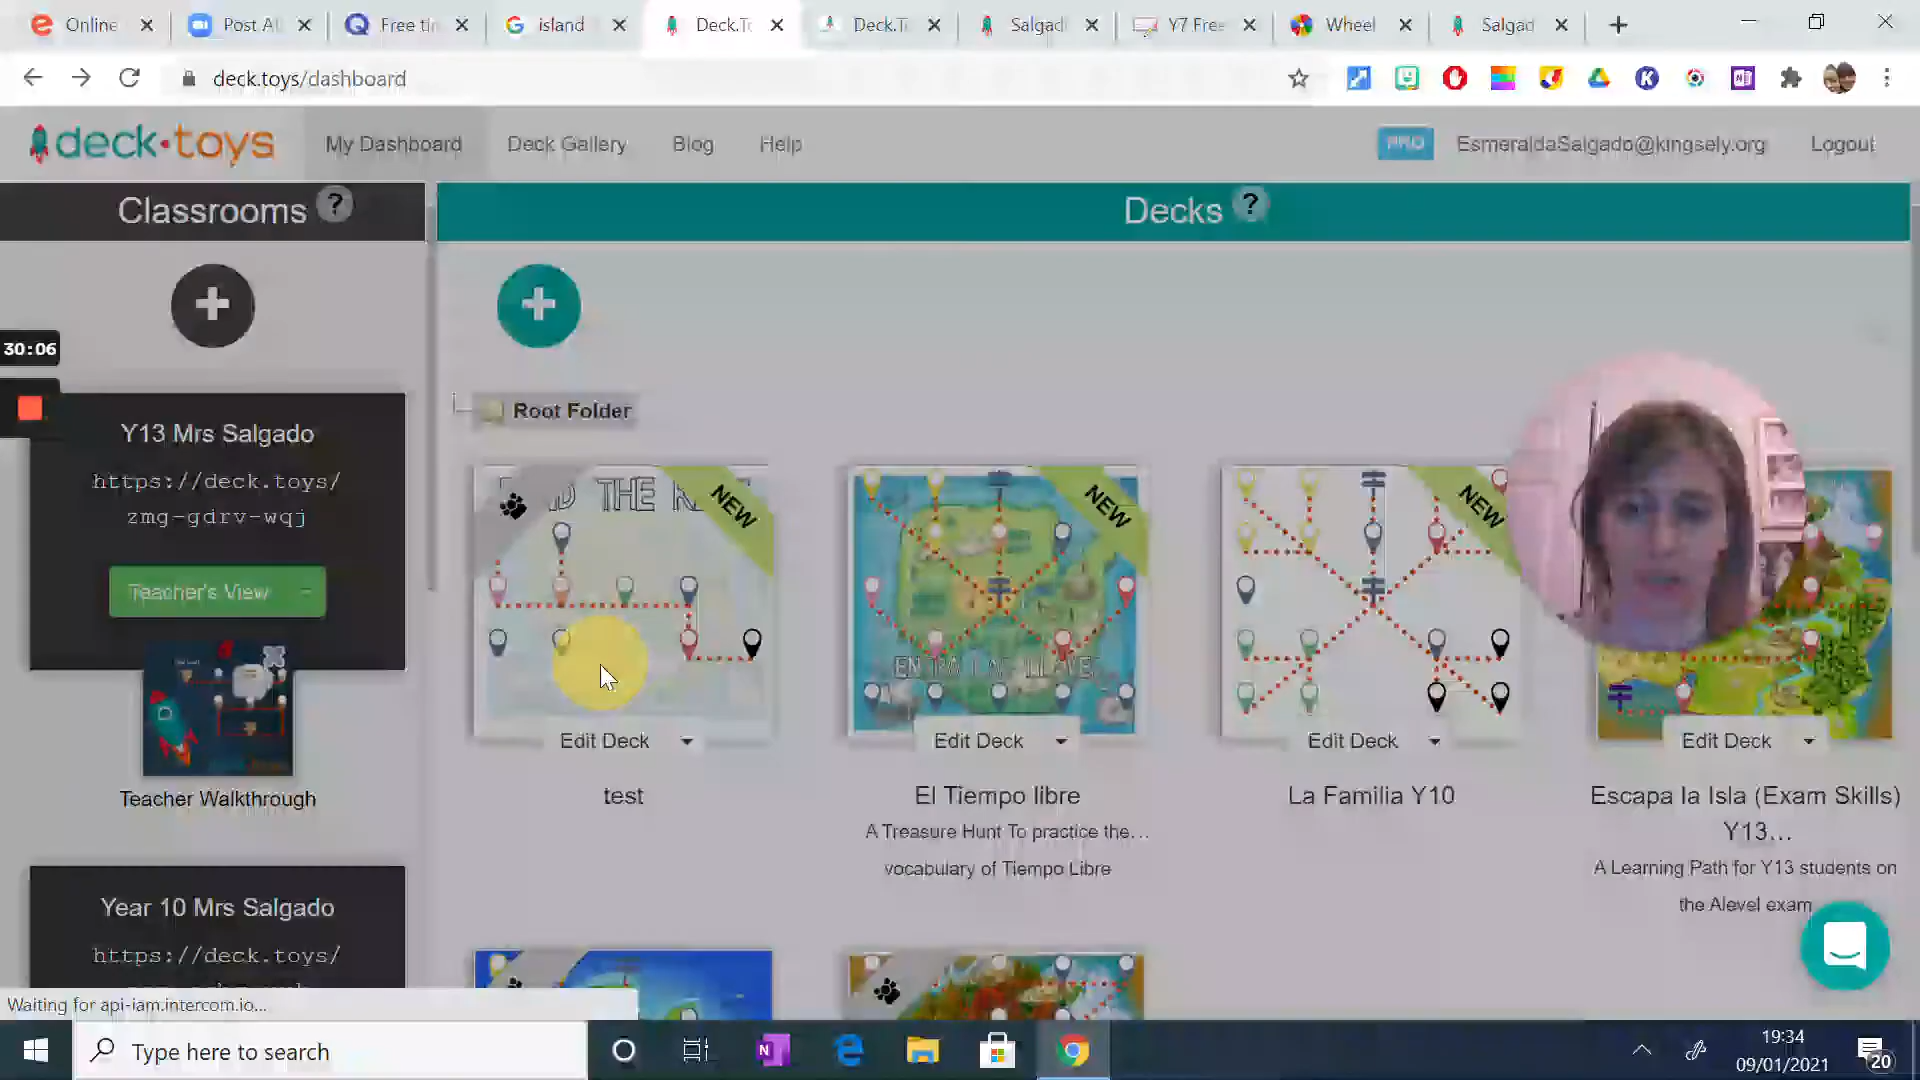 Online
Post At
Free tin
island
Deck.To
Deck.T
Salgad
Y7 Free
Wheel
Salgad
deck.toys/dashboard
deck•toys
My Dashboard
Deck Gallery
Blog
Help
PRO
EsmeraldaSalgado@kingsely.org
Logout
Classrooms ?
Decks ?
30:06
Root Folder
Y13 Mrs Salgado
https://deck.toys/
zmg-gdrv-wqj
Teacher's View
Teacher Walkthrough
THE
NEW
NEW
NEW
Edit Deck
Edit Deck
Edit Deck
Edit Deck
test
El Tiempo libre
A Treasure Hunt To practice the...
vocabulary of Tiempo Libre
La Familia Y10
Escapa la Isla (Exam Skills)
Y13...
A Learning Path for Y13 students on
the Alevel exam
Year 10 Mrs Salgado
https://deck.toys/
Waiting for api-iam.intercom.io...
Type here to search
19:34
09/01/2021
20